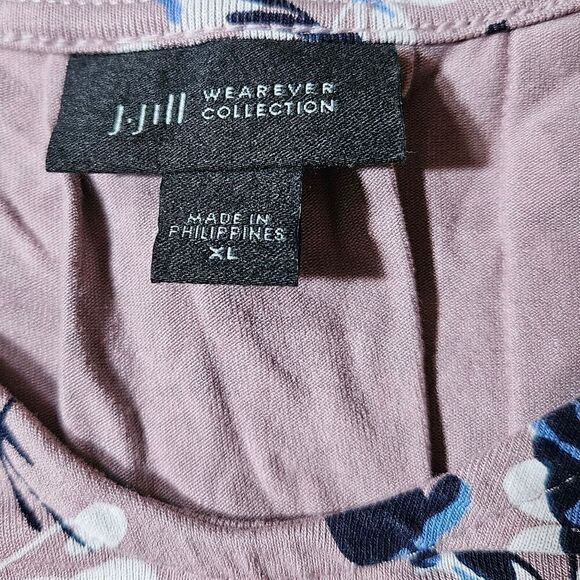 J.Jill WEAREVER
COLLECTION
MADE IN
PHILIPPINES
XL